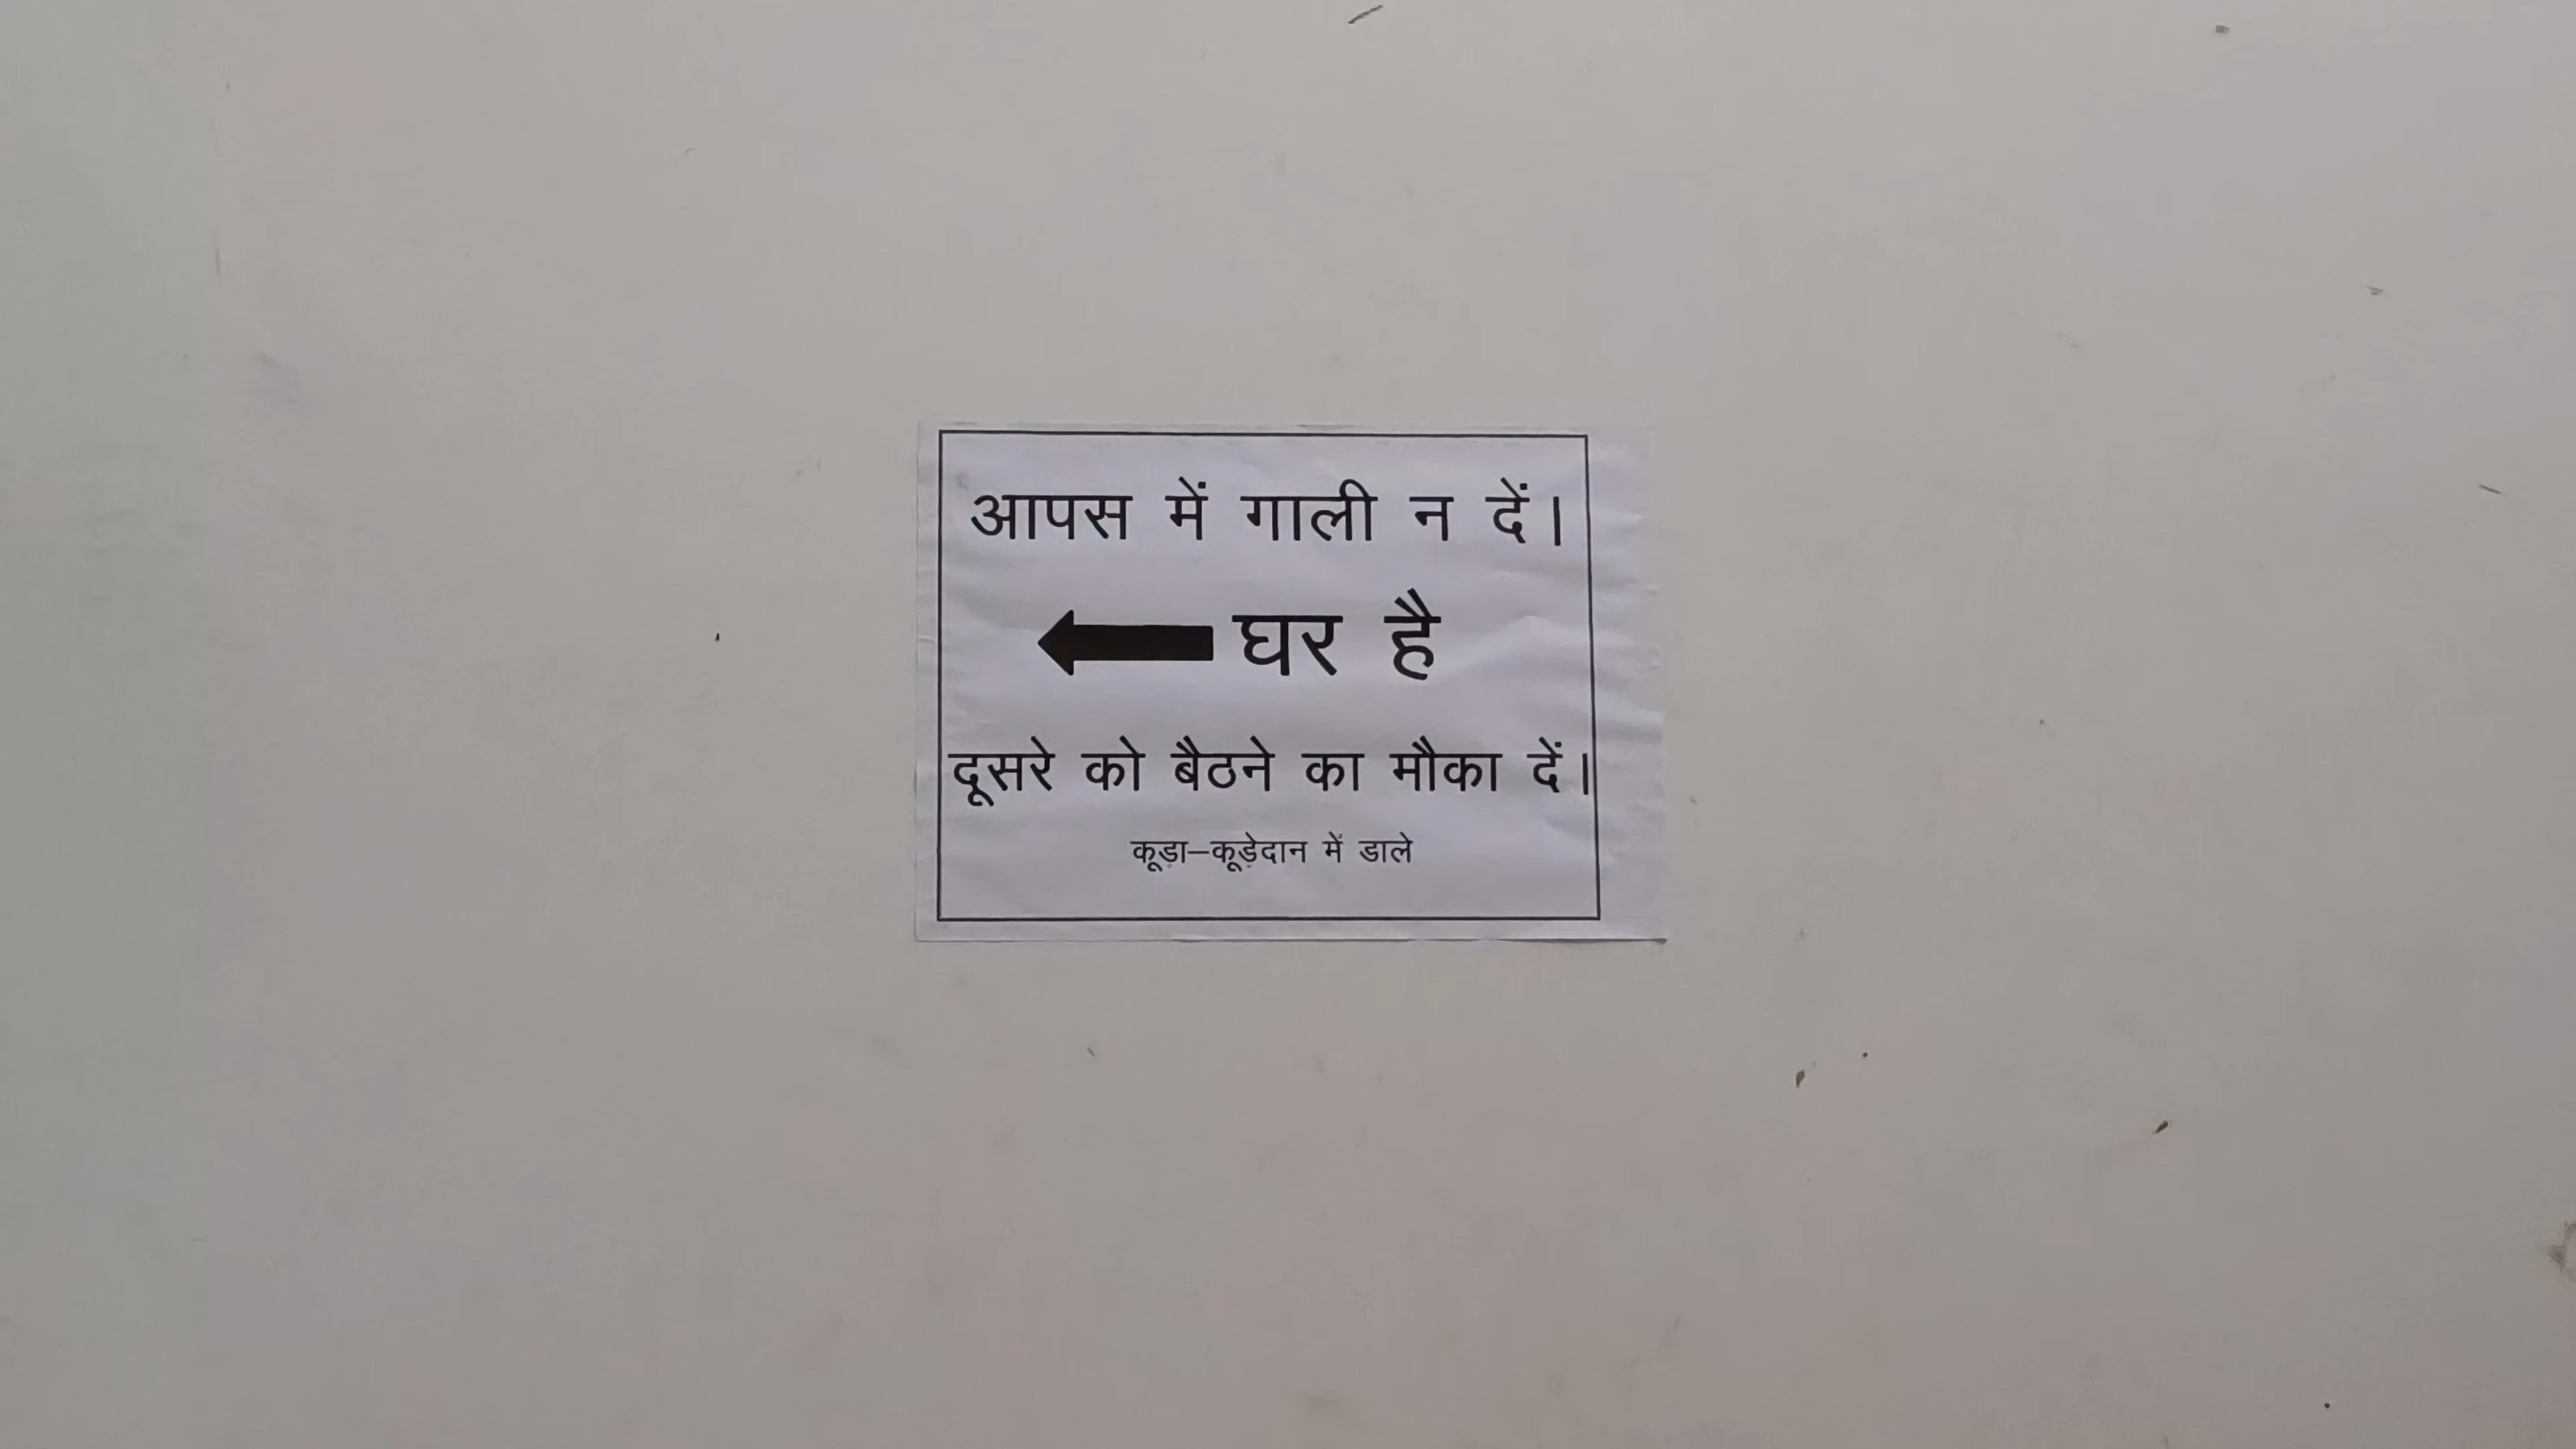 आपस में गाली न दें।
घर है
दूसरे को बैठने का मौका दें।
कूड़ा–कूड़ेदान में डाले